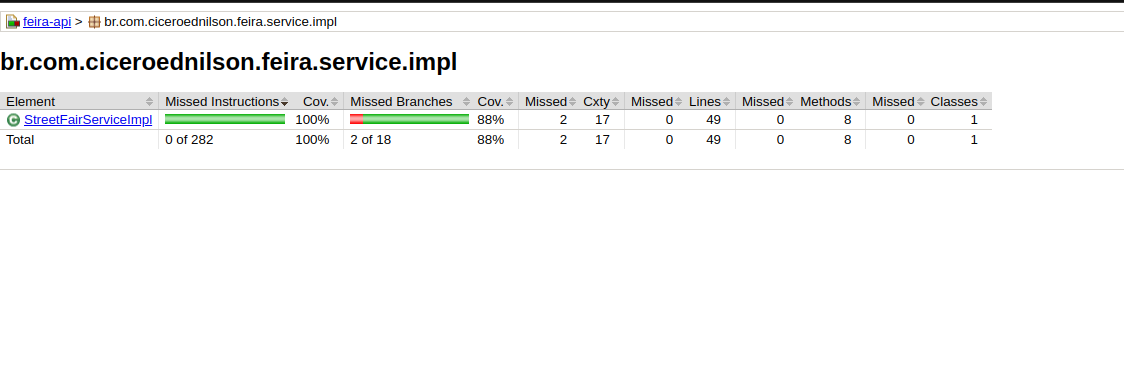 feira-api > br.com.ciceroednilson.feira.service.impl
br.com.ciceroednilson.feira.service.impl
Element Missed Instructions Cov. Missed Branches Cov. Missed Cxty Missed Lines Missed Methods Missed Classes
StreetFairServiceImpl 100% 88% 2 17 0 49 0 8 0 1
Total 0 of 282 100% 2 of 18 88% 2 17 0 49 0 8 0 1